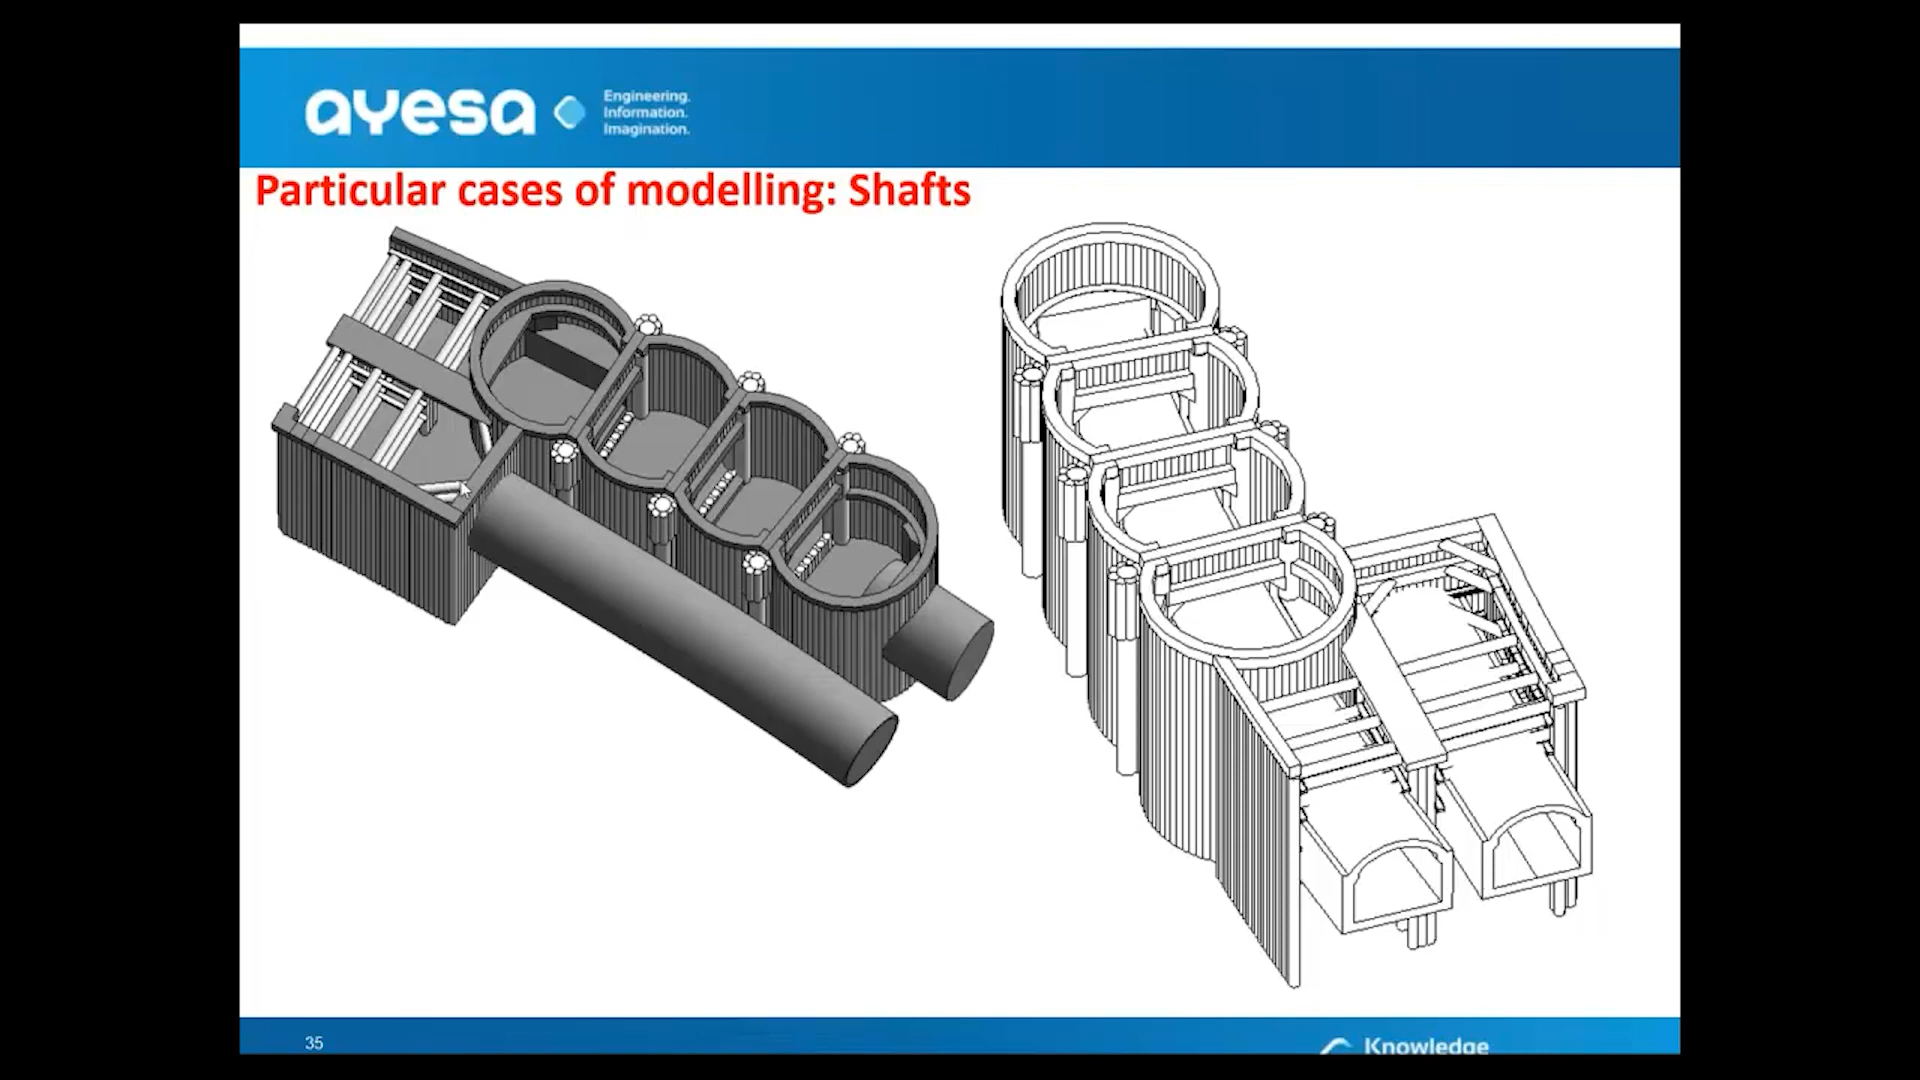 ayesa
Engineering.
Information.
Imagination.
Particular cases of modelling: Shafts
35
Knowledge